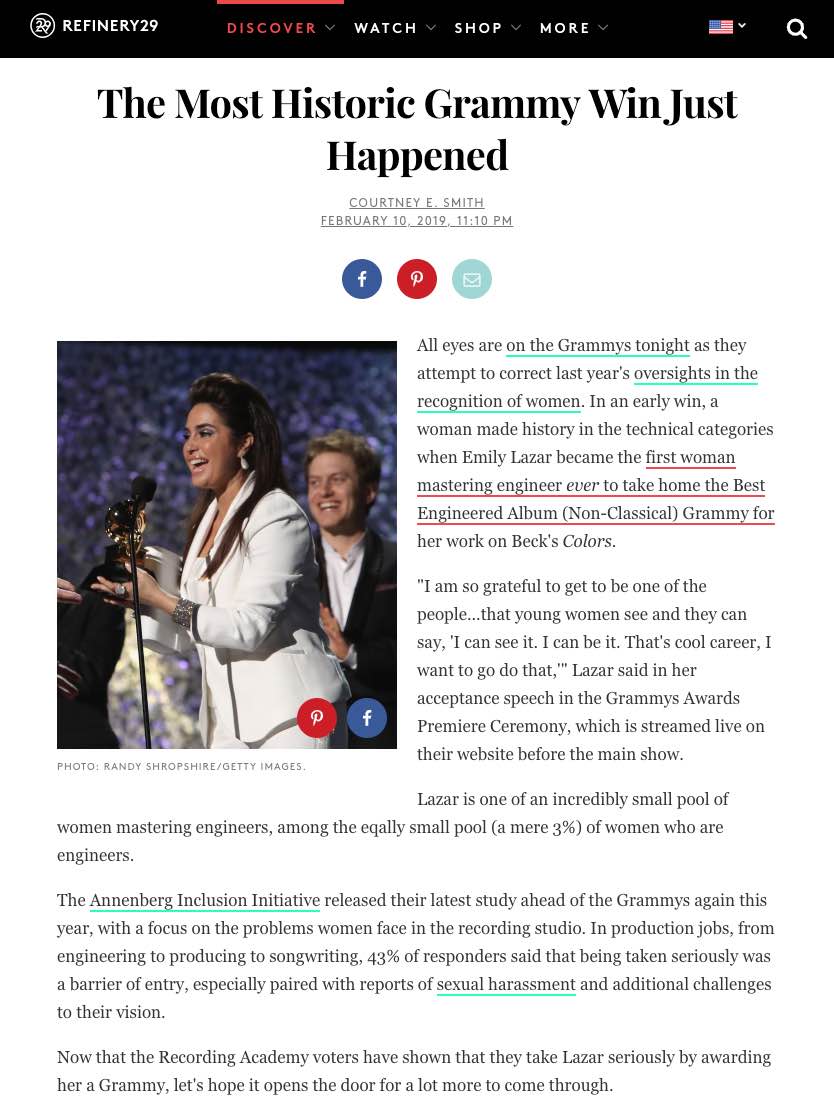 REFINERY29
DISCOVER
WATCH
SHOP
MORE
The Most Historic Grammy Win Just
Happened
COURTNEY E. SMITH
FEBRUARY 10, 2019, 11:10 PM
All eyes are on the Grammys tonight as they
attempt to correct last year's oversights in the
recognition of women. In an early win, a
woman made history in the technical categories
when Emily Lazar became the first woman
mastering engineer ever to take home the Best
Engineered Album (Non-Classical) Grammy for
her work on Beck's Colors.
"I am so grateful to get to be one of the
people...that young women see and they can
say, 'I can see it. I can be it. That's cool career, I
want to go do that,'" Lazar said in her
acceptance speech in the Grammys Awards
Premiere Ceremony, which is streamed live on
their website before the main show.
PHOTO: RANDY SHROPSHIRE/GETTY IMAGES.
Lazar is one of an incredibly small pool of
women mastering engineers, among the eqally small pool (a mere 3%) of women who are
engineers.
The Annenberg Inclusion Initiative released their latest study ahead of the Grammys again this
year, with a focus on the problems women face in the recording studio. In production jobs, from
engineering to producing to songwriting, 43% of responders said that being taken seriously was
a barrier of entry, especially paired with reports of sexual harassment and additional challenges
to their vision.
Now that the Recording Academy voters have shown that they take Lazar seriously by awarding
her a Grammy, let's hope it opens the door for a lot more to come through.